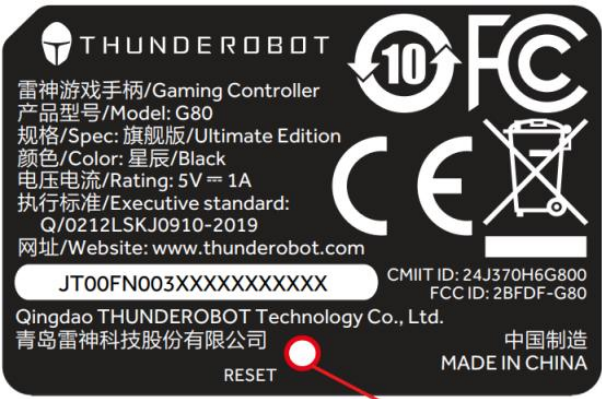 THUNDEROBOT
10
FC
雷神游戏手柄/Gaming Controller
产品型号/Model: G80
规格/Spec: 旗舰版/Ultimate Edition
颜色/Color: 星辰/Black
电压电流/Rating: 5V ⎓ 1A
执行标准/Executive standard:
Q/0212LSKJ0910-2019
网址/Website: www.thunderobot.com
CE
JT00FN003XXXXXXXXXXX
CMIIT ID: 24J370H6G800
FCC ID: 2BFDF-G80
Qingdao THUNDEROBOT Technology Co., Ltd.
青岛雷神科技股份有限公司
RESET
中国制造
MADE IN CHINA